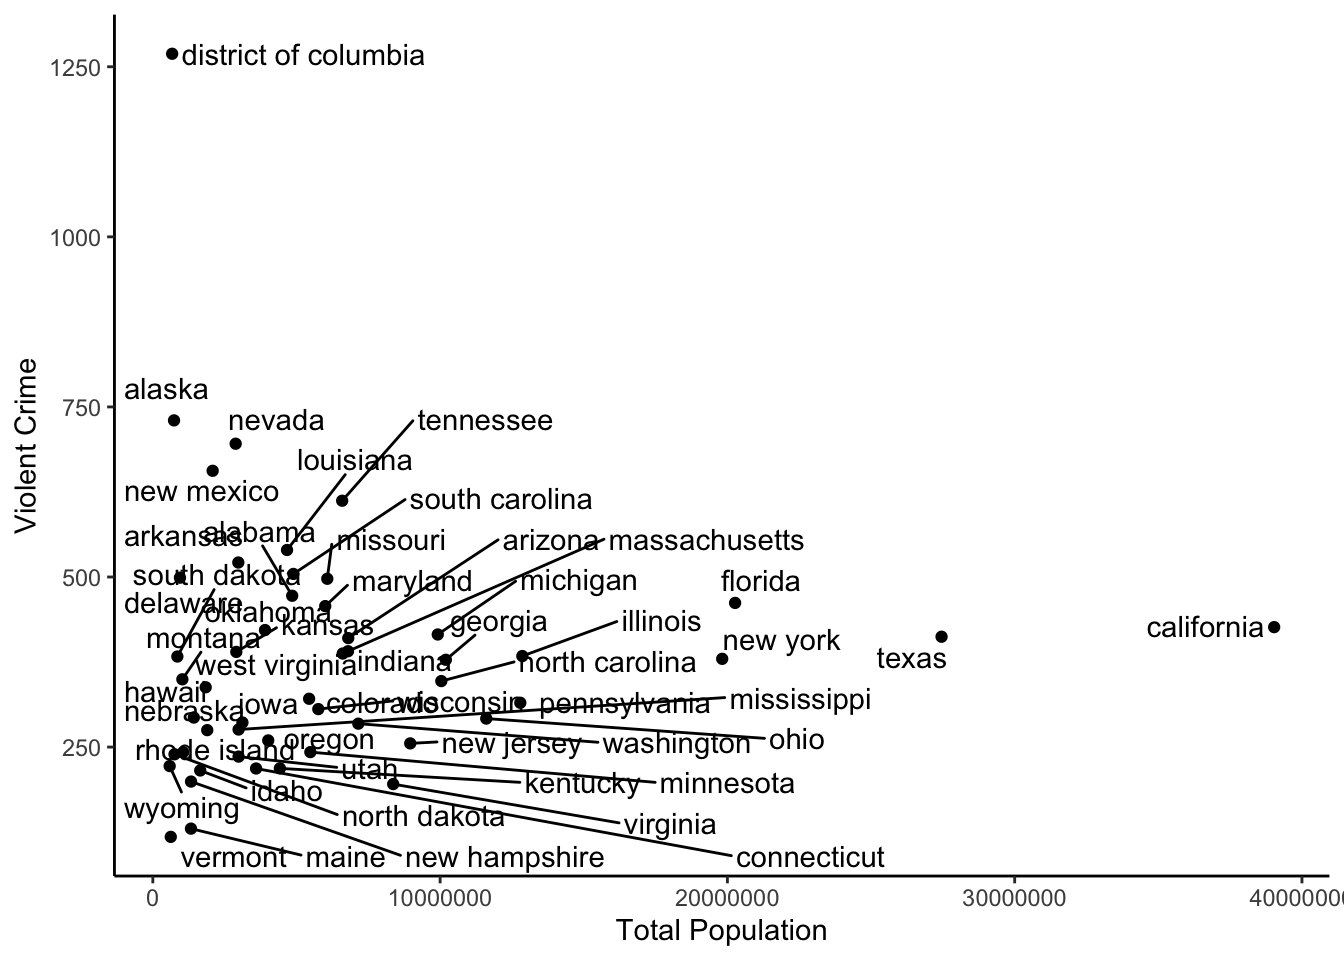 1250
district of columbia
1000
Violent Crime
750
alaska
nevada
tennessee
louisiana
new mexico
south carolina
arkansas
alabama
missouri
arizona
massachusetts
500
south dakota
maryland
michigan
florida
delaware
oklahoma
kansas
georgia
illinois
california
montana
new york
west virginia
indiana
north carolina
texas
hawaii
nebraska
iowa
colorado
wisconsin
pennsylvania
mississippi
250
rhode island
oregon
new jersey
washington
ohio
utah
idaho
kentucky
minnesota
wyoming
north dakota
virginia
vermont
maine
new hampshire
connecticut
0
10000000
20000000
30000000
Total Population